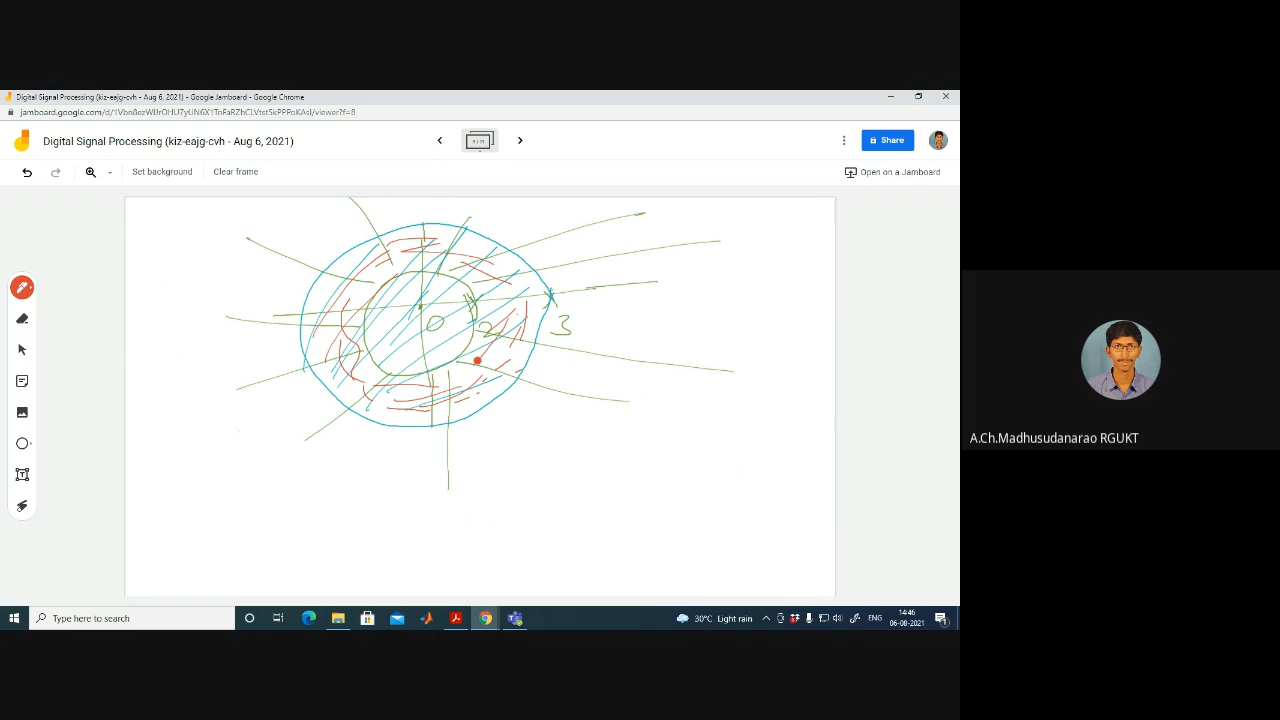 Digital Signal Processing (kiz-eajg-cvh - Aug 6, 2021) - Google Jamboard - Google Chrome
Digital Signal Processing (kiz-eajg-cvh - Aug 6, 2021)
Share
Set background
Clear frame
Open on a Jamboard
0
2
3
A.Ch.Madhusudanarao RGUKT
Type here to search
30°C Light rain
ENG
14:46
06-08-2021